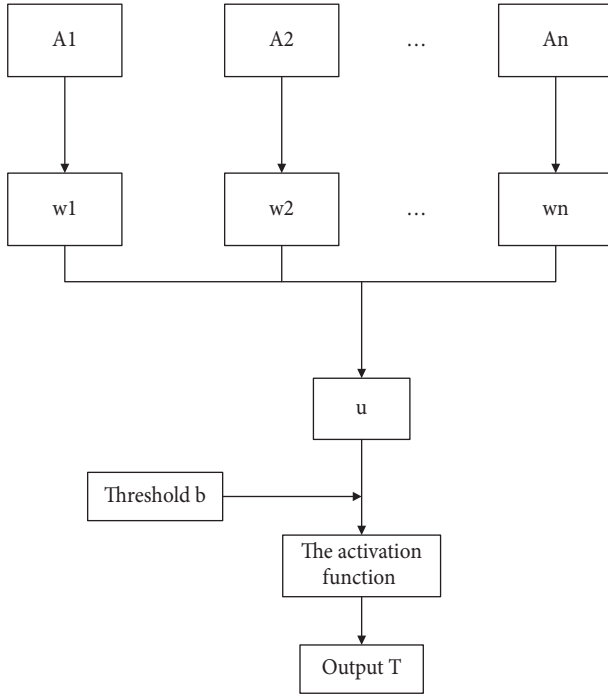 A1 A2 ... An
w1 w2 ... wn
u
Threshold b
The activation
function
Output T